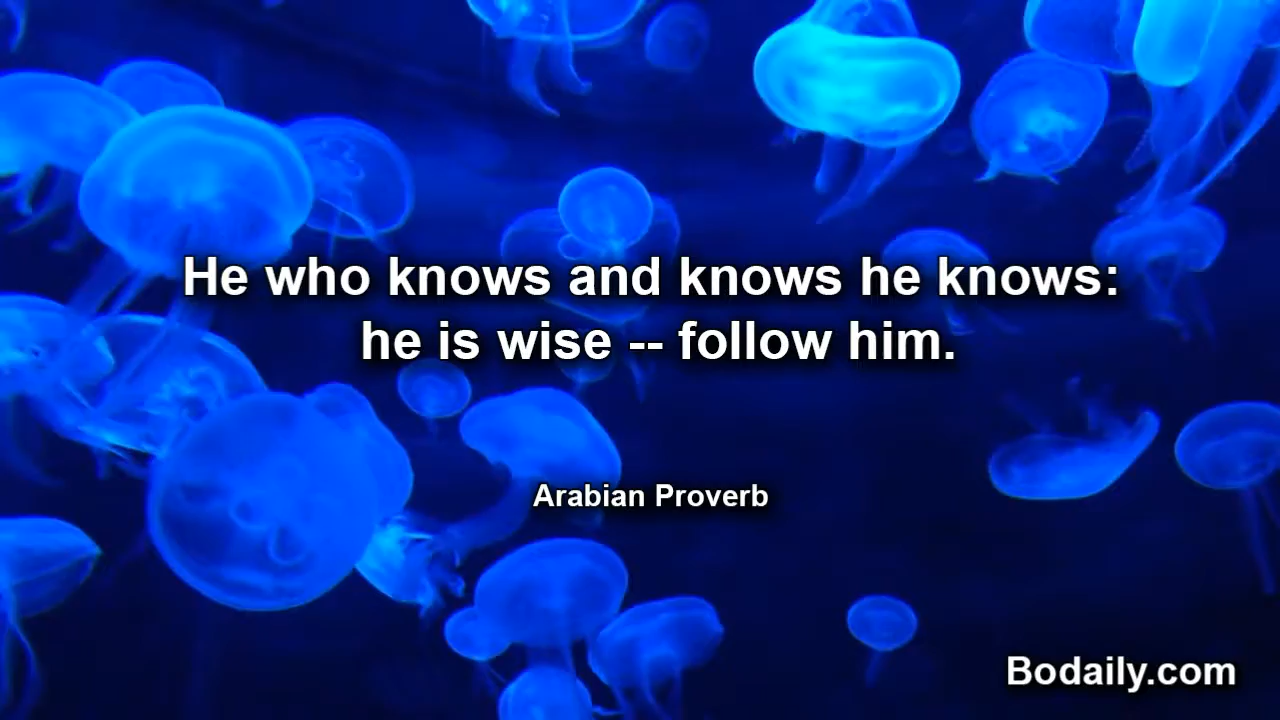 He who knows and knows he knows:
he is wise -- follow him.
Arabian Proverb
Bodaily.com